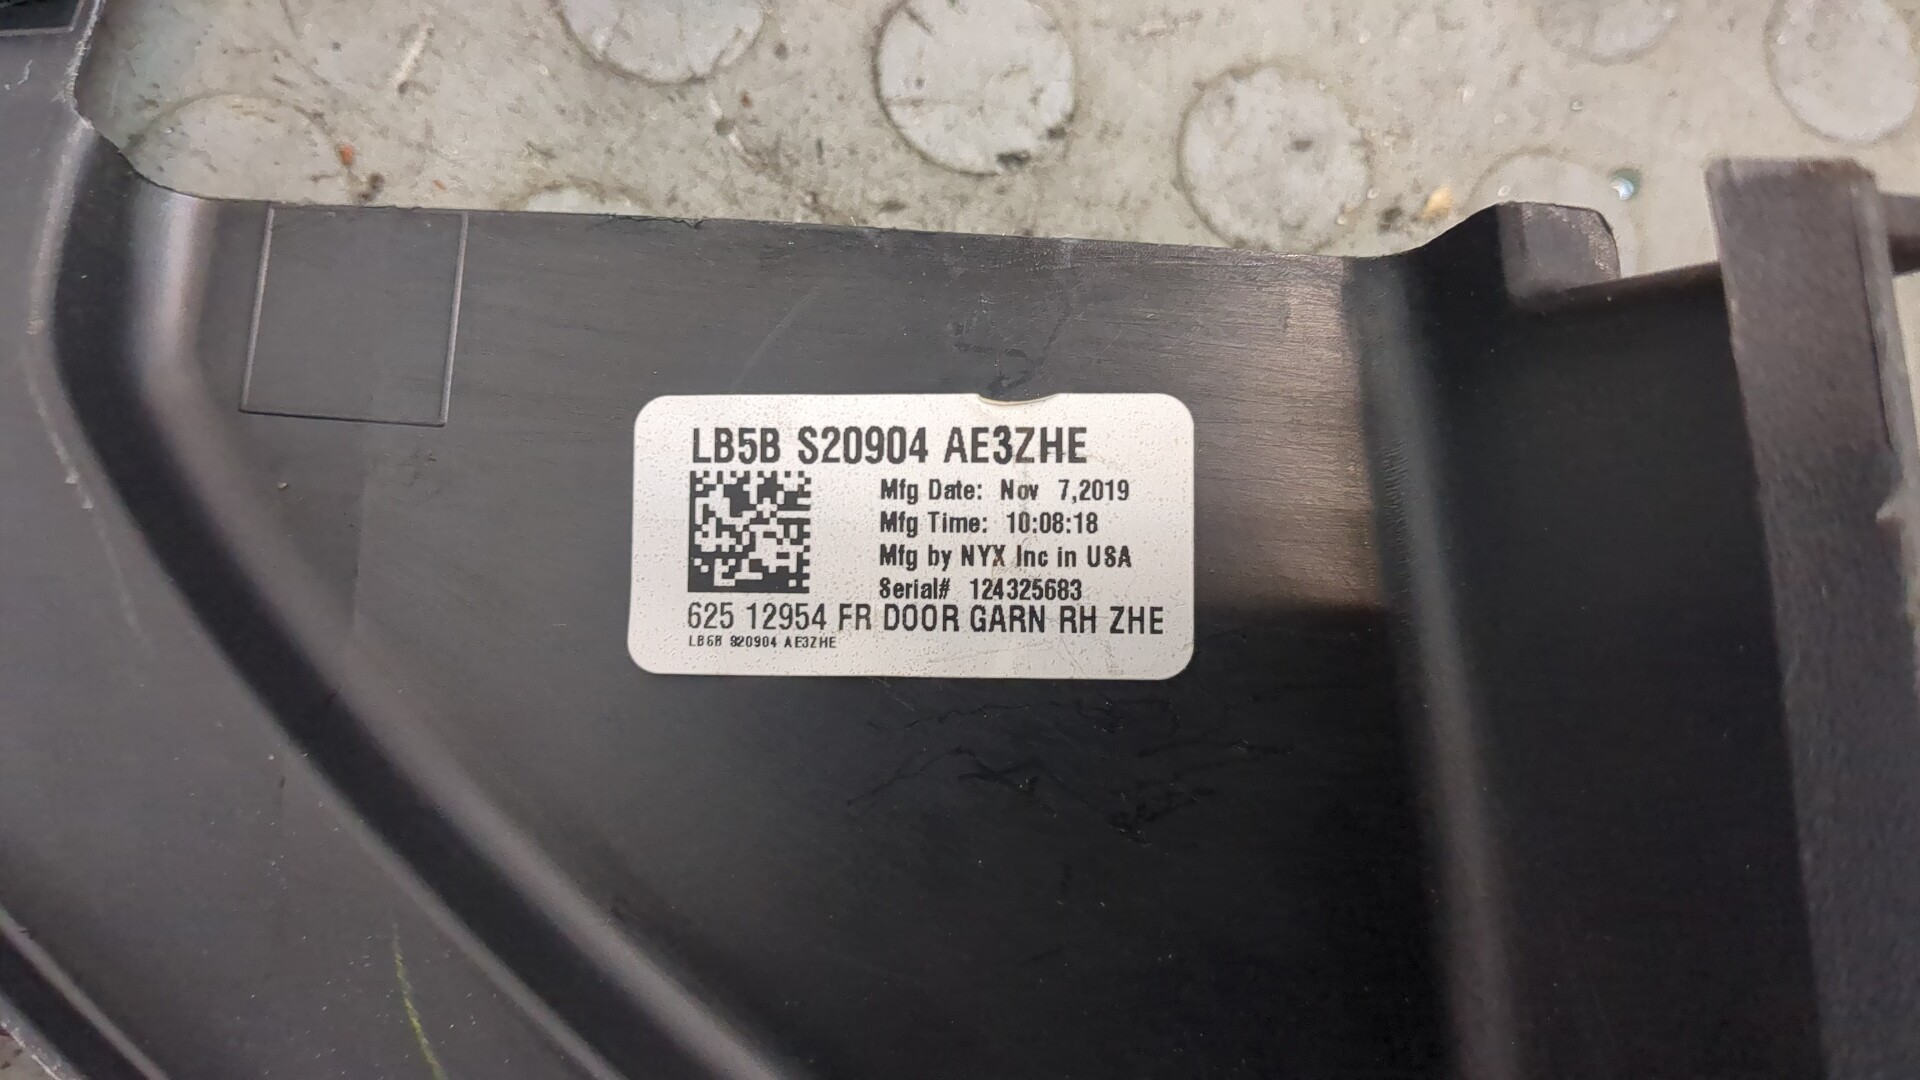 LB5B S20904 AE3ZHE
Mfg Date: Nov 7,2019
Mfg Time: 10:08:18
Mfg by NYX Inc in USA
Serial# 124325683
625 12954 FR DOOR GARN RH ZHE
LB5B S20904 AE3ZHE